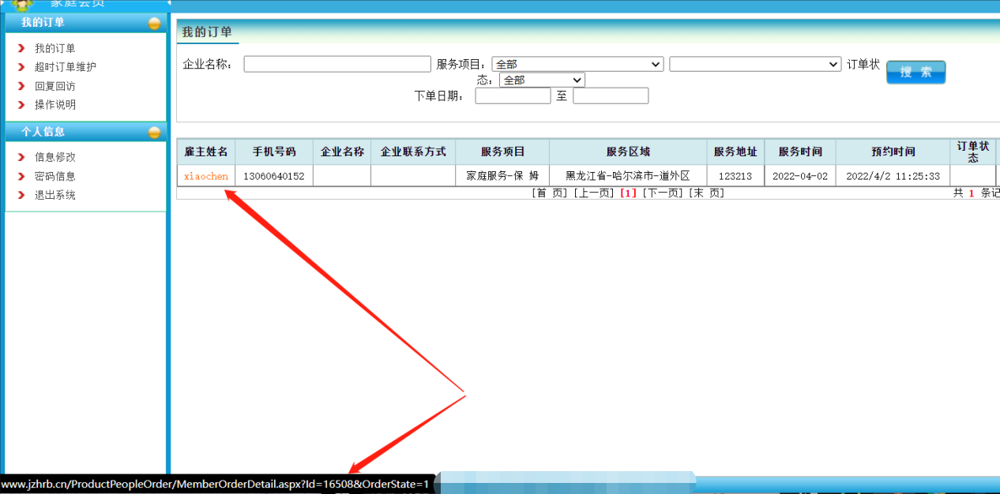 家庭会员
我的订单
我的订单
超时订单维护
回复回访
操作说明
个人信息
信息修改
密码信息
退出系统
我的订单
企业名称： 服务项目： 全部 订单状
态： 全部
搜 索
下单日期： 至
雇主姓名 手机号码 企业名称 企业联系方式 服务项目 服务区域 服务地址 服务时间 预约时间 订单状
态
xiaochen 13060640152 家庭服务-保 姆 黑龙江省-哈尔滨市-道外区 123213 2022-04-02 2022/4/2 11:25:33
[首 页] [上一页] [1] [下一页] [末 页] 共 1 条记
www.jzhrb.cn/ProductPeopleOrder/MemberOrderDetail.aspx?Id=16508&OrderState=1